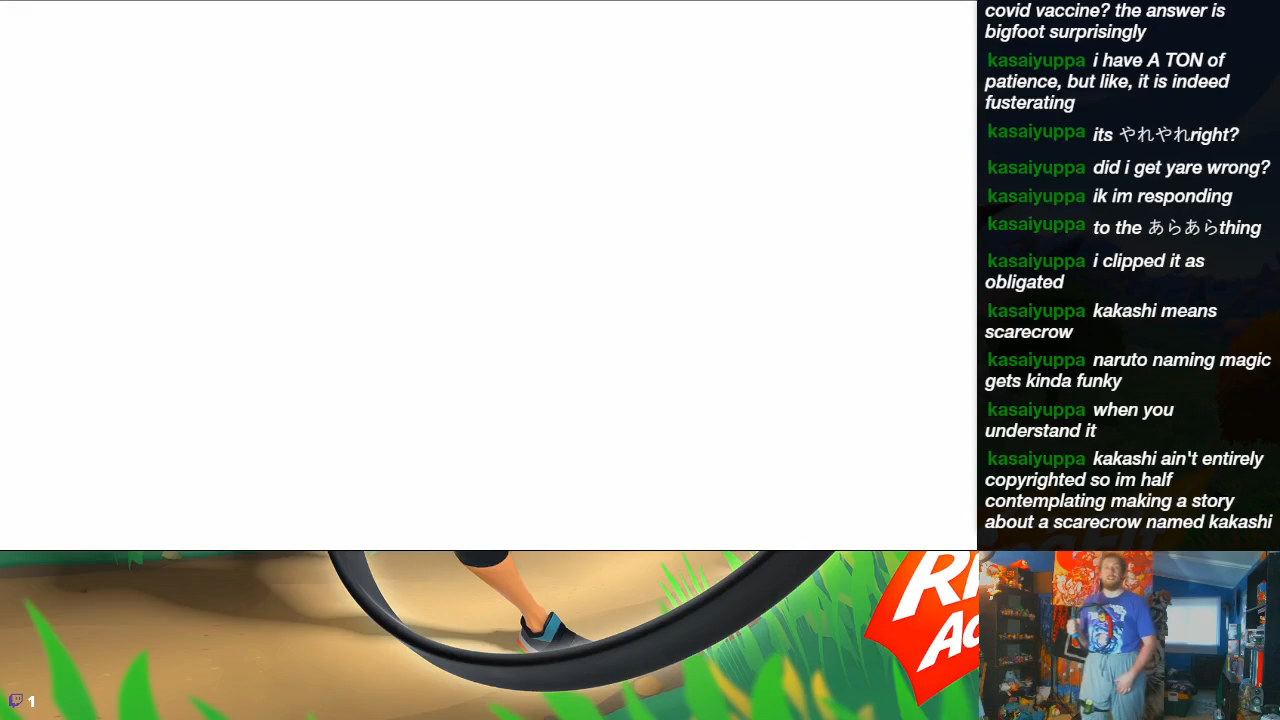 covid vaccine? the answer is
bigfoot surprisingly
kasaiyuppa i have A TON of
patience, but like, it is indeed
fusterating
kasaiyuppa its やれやれright?
kasaiyuppa did i get yare wrong?
kasaiyuppa ik im responding
kasaiyuppa to the あらあらthing
kasaiyuppa i clipped it as
obligated
kasaiyuppa kakashi means
scarecrow
kasaiyuppa naruto naming magic
gets kinda funky
kasaiyuppa when you
understand it
kasaiyuppa kakashi ain't entirely
copyrighted so im half
contemplating making a story
about a scarecrow named kakashi
1